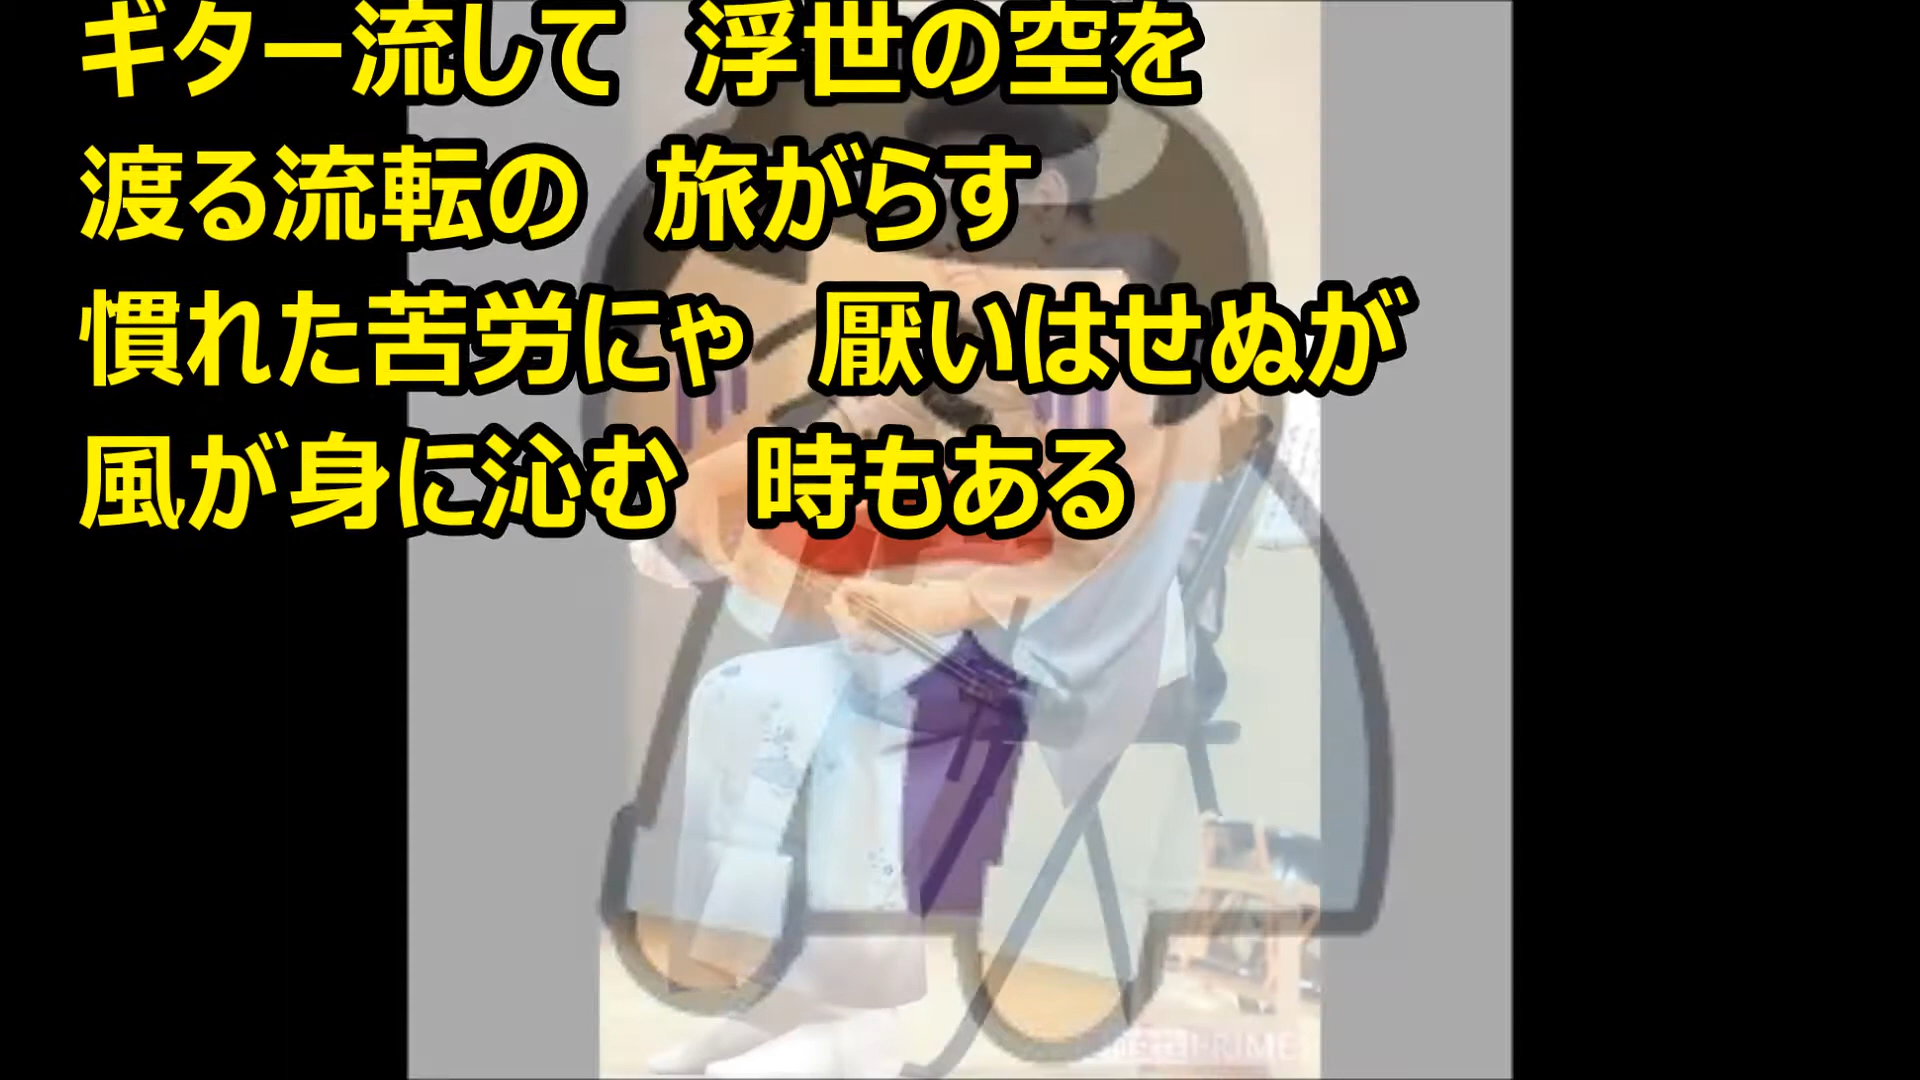 ギター流して　浮世の空を
渡る流転の　旅がらす
慣れた苦労にゃ　厭いはせぬが
風が身に沁む　時もある
PRIME